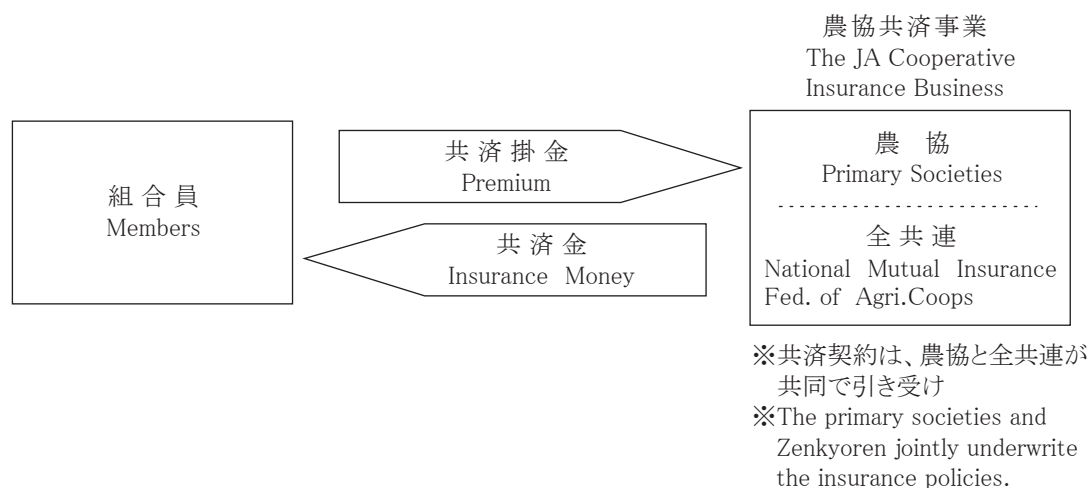 農協共済事業
The JA Cooperative
Insurance Business
組合員
Members
共済掛金
Premium
共済金
Insurance Money
農 協
Primary Societies
全共連
National Mutual Insurance
Fed. of Agri.Coops
※共済契約は、農協と全共連が
共同で引き受け
※The primary societies and
Zenkyoren jointly underwrite
the insurance policies.